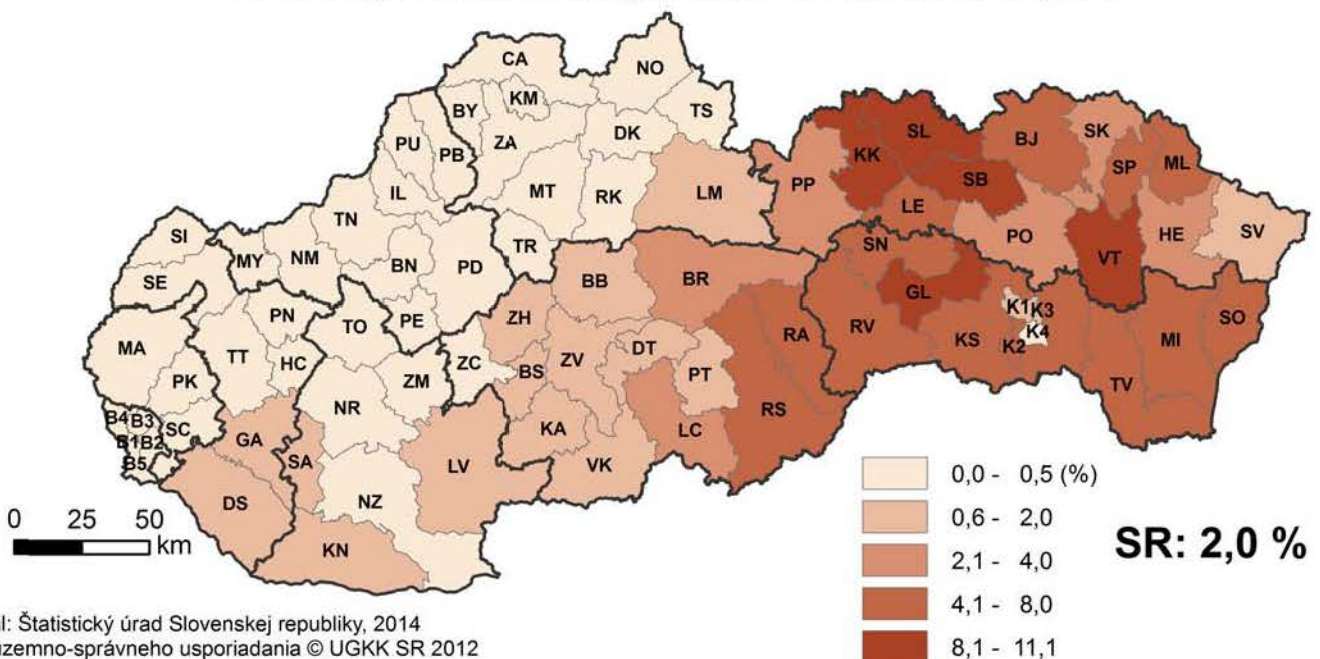 CA
NO
BY
KM
TS
PU
PB
ZA
DK
SL
BJ
SK
KK
SP
ML
IL
MT
RK
LM
PP
SB
TN
LE
SI
TR
PO
HE
SV
MY
NM
BN
PD
BB
BR
SN
VT
SE
GL
PN
TO
PE
ZH
K1
K3
SO
MA
TT
HC
ZC
ZV
DT
RA
RV
KS
K4
MI
PK
ZM
BS
PT
K2
NR
TV
B4
B3
SC
RS
B1
B2
GA
KA
LC
B5
SA
LV
VK
DS
NZ
KN
0 25 50
km
0,0 - 0,5 (%)
0,6 - 2,0
2,1 - 4,0
4,1 - 8,0
8,1 - 11,1
SR: 2,0 %
Štatistický úrad Slovenskej republiky, 2014
územno-správneho usporiadania © UGKK SR 2012